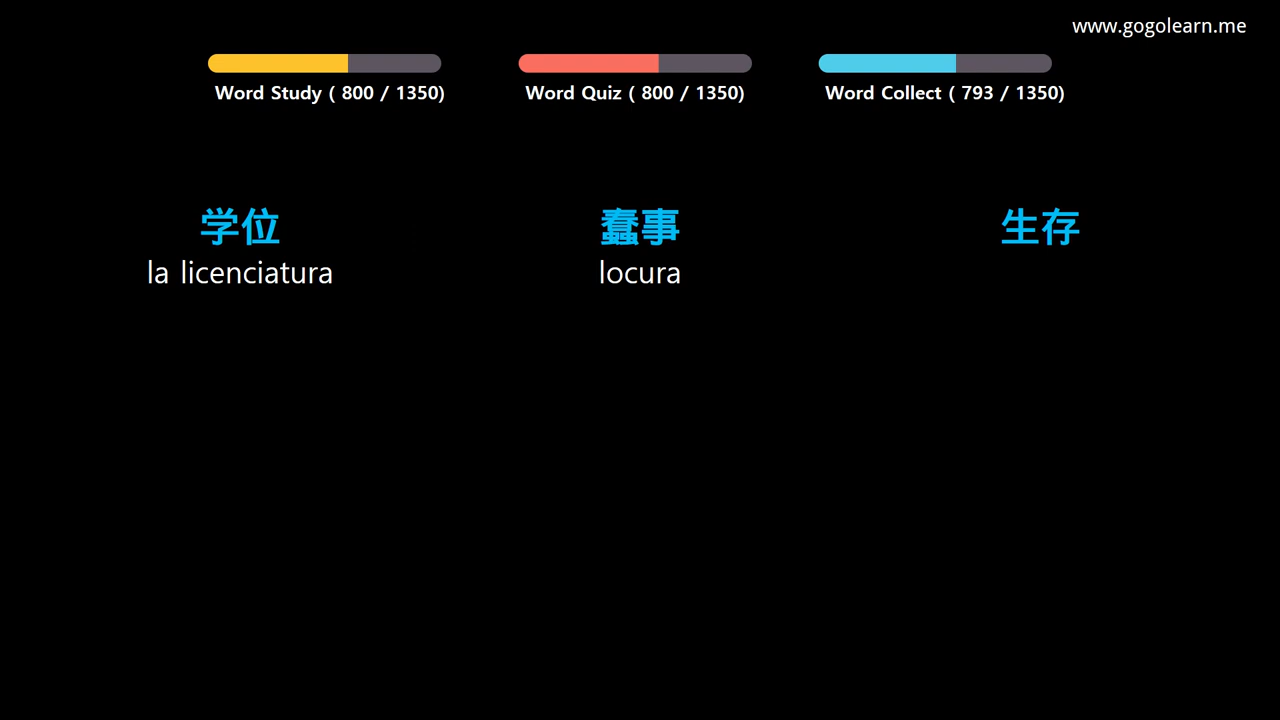 www.gogolearn.me
Word Study ( 800 / 1350)
Word Quiz ( 800 / 1350)
Word Collect ( 793 / 1350)
学位
la licenciatura
蠢事
locura
生存